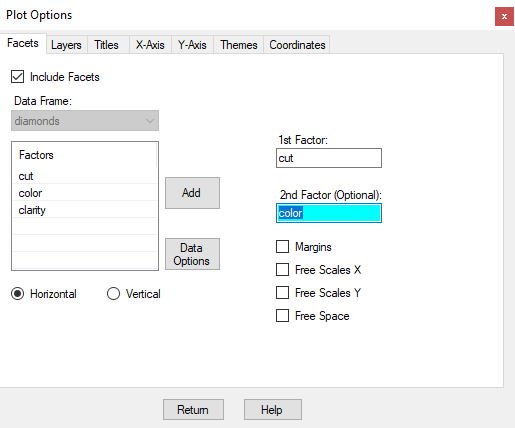 Plot Options
x
Facets Layers Titles X-Axis Y-Axis Themes Coordinates
Include Facets
Data Frame:
diamonds
Factors
cut
color
clarity
Add
Data
Options
Horizontal Vertical
1st Factor:
cut
2nd Factor (Optional):
color
Margins
Free Scales X
Free Scales Y
Free Space
Return Help